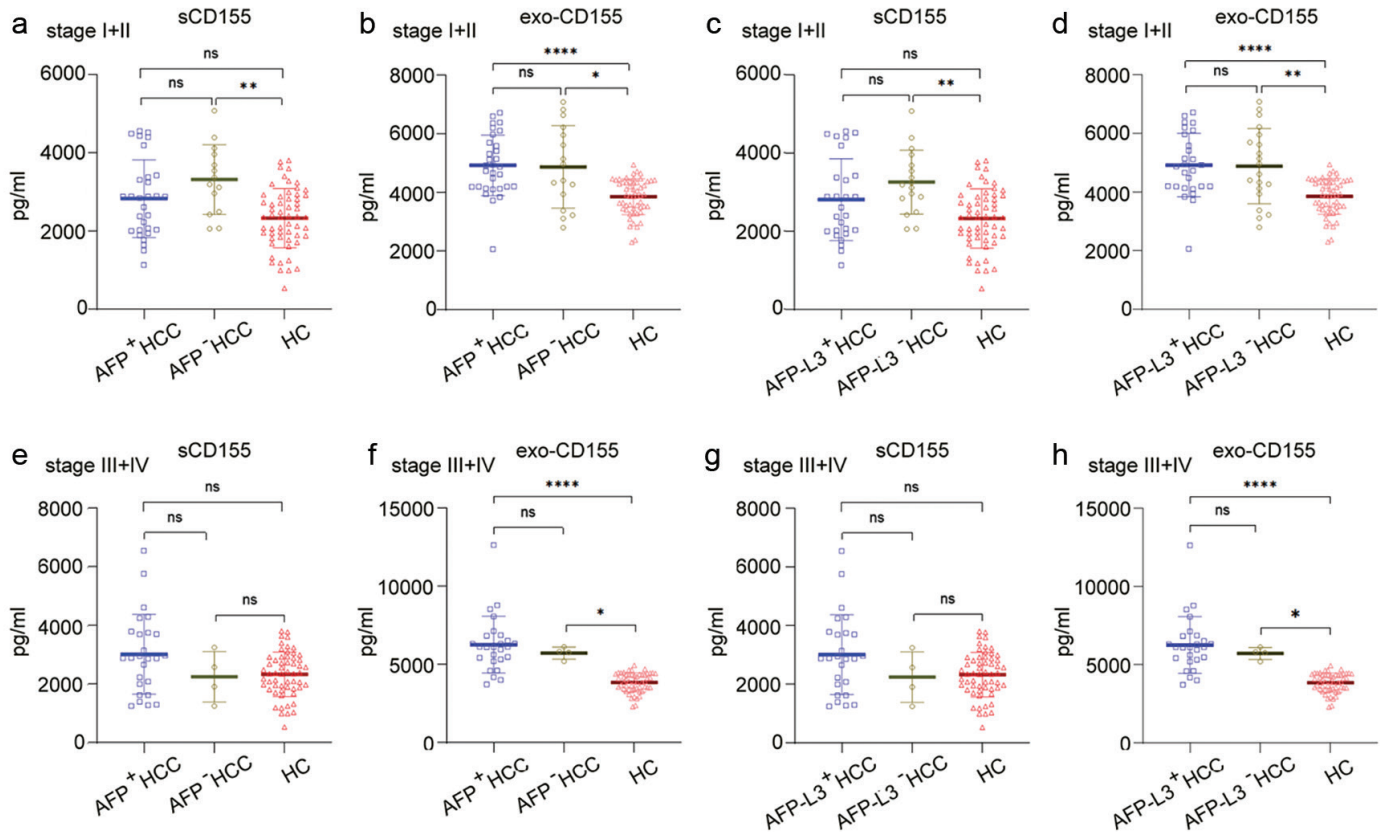 a stage I+II sCD155
ns
ns **
6000
4000
2000
0
pg/ml
AFP+HCC AFP-HCC HC
b stage I+II exo-CD155
****
ns *
8000
6000
4000
2000
0
pg/ml
AFP+HCC AFP-HCC HC
c stage I+II sCD155
ns
ns **
6000
4000
2000
0
pg/ml
AFP-L3+HCC AFP-L3-HCC HC
d stage I+II exo-CD155
****
ns **
8000
6000
4000
2000
0
pg/ml
AFP-L3+HCC AFP-L3-HCC HC
e stage III+IV sCD155
ns
ns
ns
8000
6000
4000
2000
0
pg/ml
AFP+HCC AFP-HCC HC
f stage III+IV exo-CD155
****
ns
*
15000
10000
5000
0
pg/ml
AFP+HCC AFP-HCC HC
g stage III+IV sCD155
ns
ns
ns
8000
6000
4000
2000
0
pg/ml
AFP-L3+HCC AFP-L3-HCC HC
h stage III+IV exo-CD155
****
ns
*
15000
10000
5000
0
pg/ml
AFP-L3+HCC AFP-L3-HCC HC